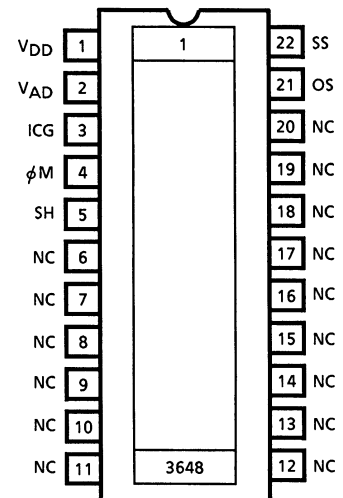 VDD 1 1 22 SS
VAD 2 21 OS
ICG 3 20 NC
ϕM 4 19 NC
SH 5 18 NC
NC 6 17 NC
NC 7 16 NC
NC 8 15 NC
NC 9 14 NC
NC 10 13 NC
NC 11 3648 12 NC